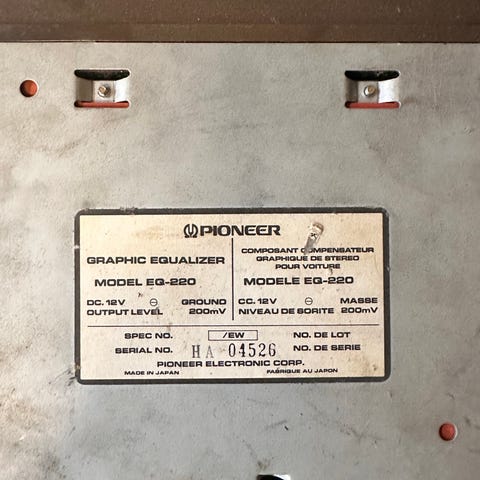 PIONEER
GRAPHIC EQUALIZER
MODEL EQ-220
DC. 12V ⊖ GROUND
OUTPUT LEVEL 200mV
COMPOSANT COMPENSATEUR
GRAPHIQUE DE STEREO
POUR VOITURE
MODELE EQ-220
CC. 12V ⊖ MASSE
NIVEAU DE SORITE 200mV
SPEC NO. /EW NO. DE LOT
SERIAL NO. HA 04526 NO. DE SERIE
PIONEER ELECTRONIC CORP.
MADE IN JAPAN FABRIQUE AU JAPON